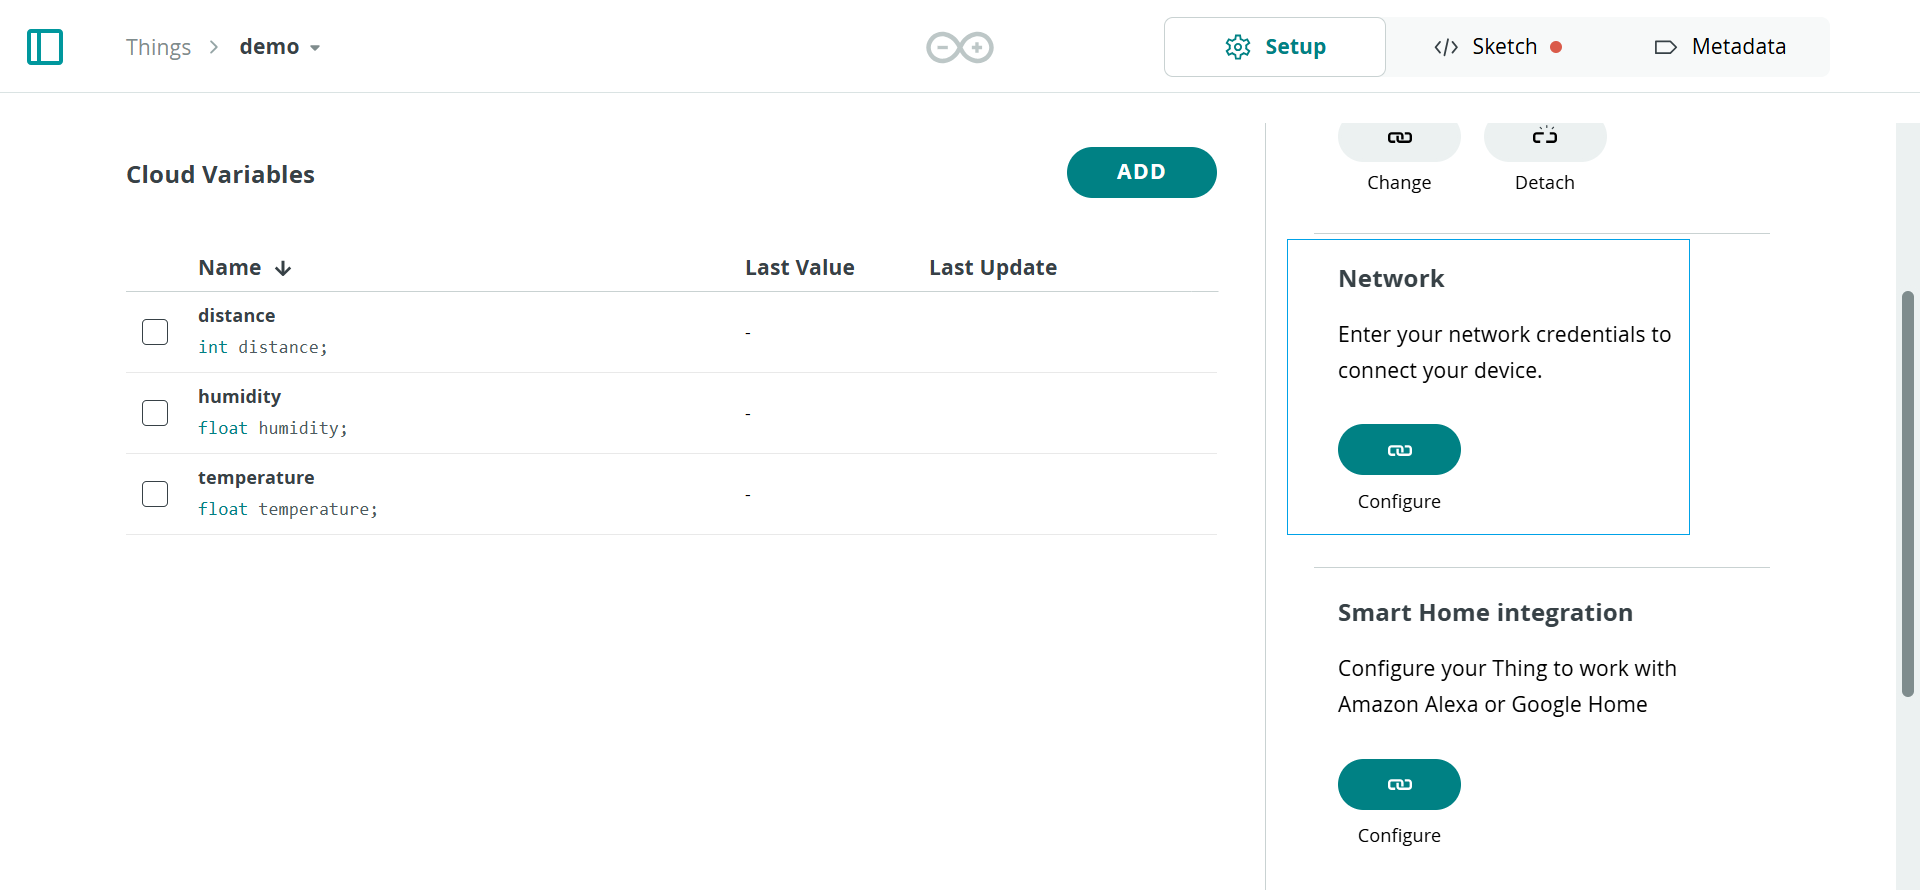 Things > demo
Setup
</> Sketch
Metadata
Cloud Variables
ADD
Name Last Value Last Update
distance
int distance;
-
humidity
float humidity;
-
temperature
float temperature;
-
Change
Detach
Network
Enter your network credentials to
connect your device.
Configure
Smart Home integration
Configure your Thing to work with
Amazon Alexa or Google Home
Configure